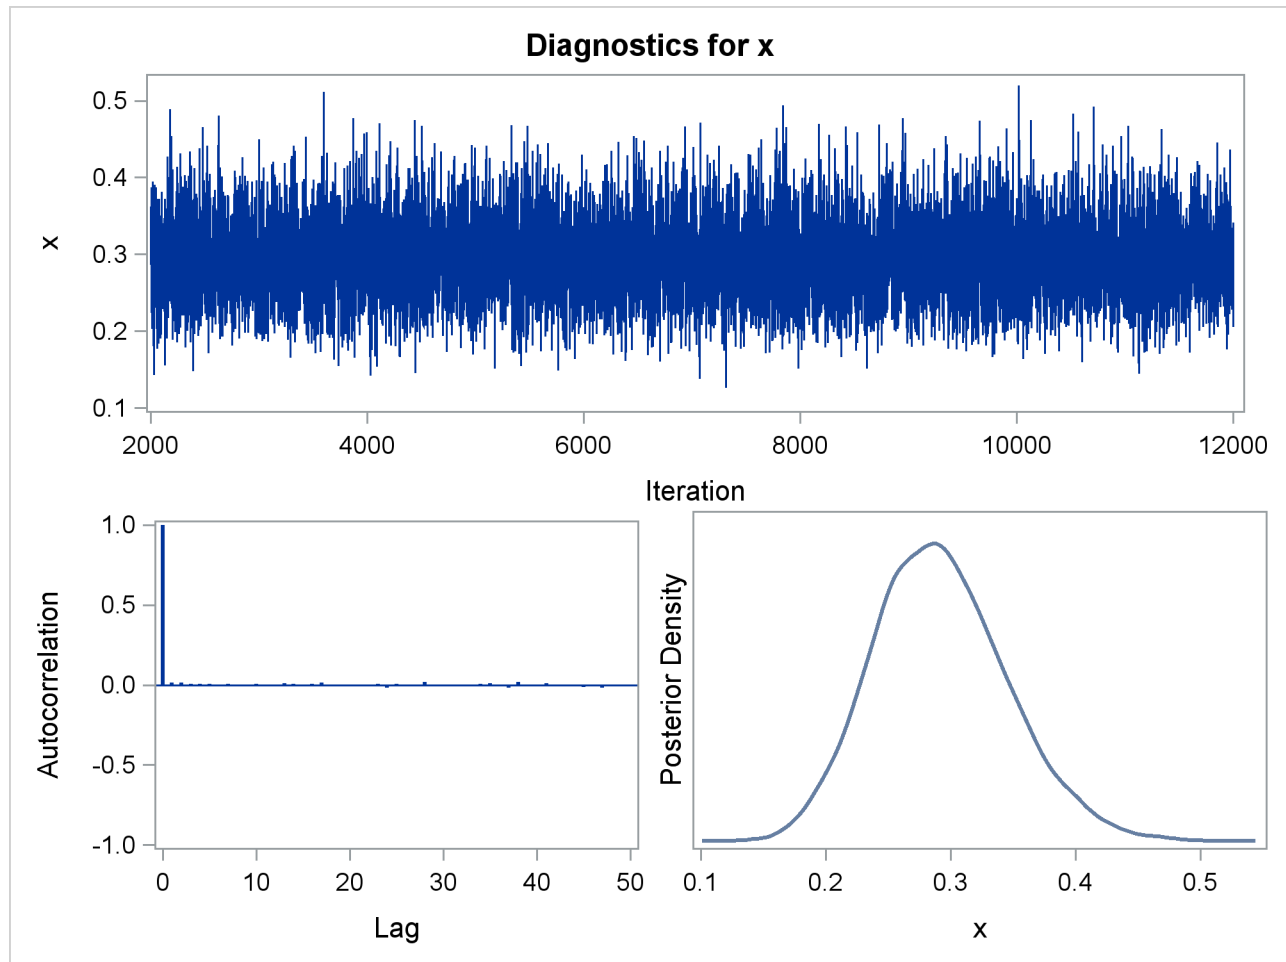 Diagnostics for x
0.5
0.4
0.3
0.2
0.1
x
2000 4000 6000 8000 10000 12000
Iteration
1.0
0.5
0.0
-0.5
-1.0
Autocorrelation
0 10 20 30 40 50
Lag
Posterior Density
0.1 0.2 0.3 0.4 0.5
x